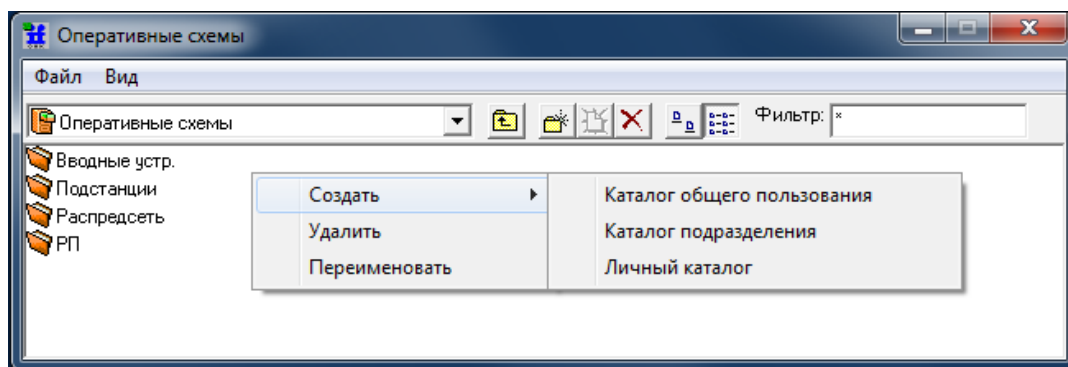 Оперативные схемы
Файл Вид
Оперативные схемы Фильтр: *
Вводные устр.
Подстанции
Распредсеть
РП
Создать
Удалить
Переименовать
Каталог общего пользования
Каталог подразделения
Личный каталог